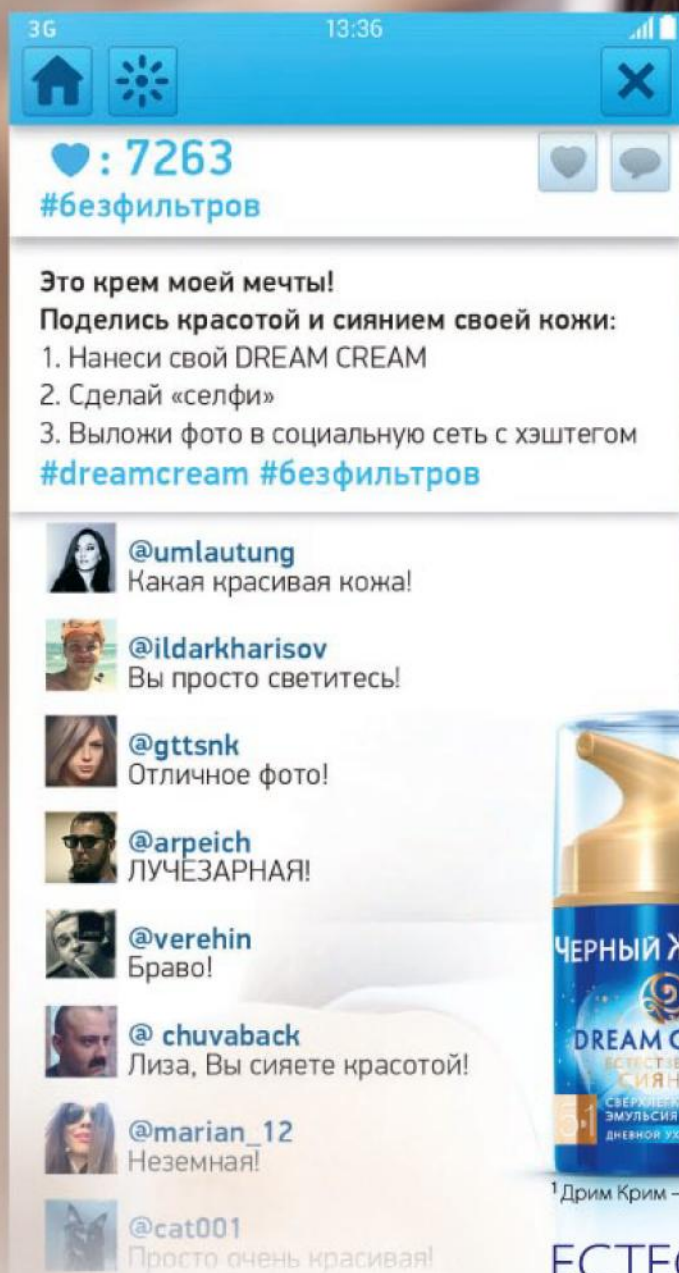 3G
13:36
: 7263
#безфильтров
Это крем моей мечты!
Поделись красотой и сиянием своей кожи:
1. Нанеси свой DREAM CREAM
2. Сделай «селфи»
3. Выложи фото в социальную сеть с хэштегом
#dreamcream #безфильтров
@umlautung
Какая красивая кожа!
@ildarkharisov
Вы просто светитесь!
@gttsnk
Отличное фото!
@arpeich
ЛУЧЕЗАРНАЯ!
@verehin
Браво!
@ chuvaback
Лиза, Вы сияете красотой!
@marian_12
Неземная!
@cat001
Просто очень красивая!
ЧЕРНЫЙ
DREAM
ЭМУЛЬСИЯ
ДНЕВНОЙ
¹ Дрим Крим –